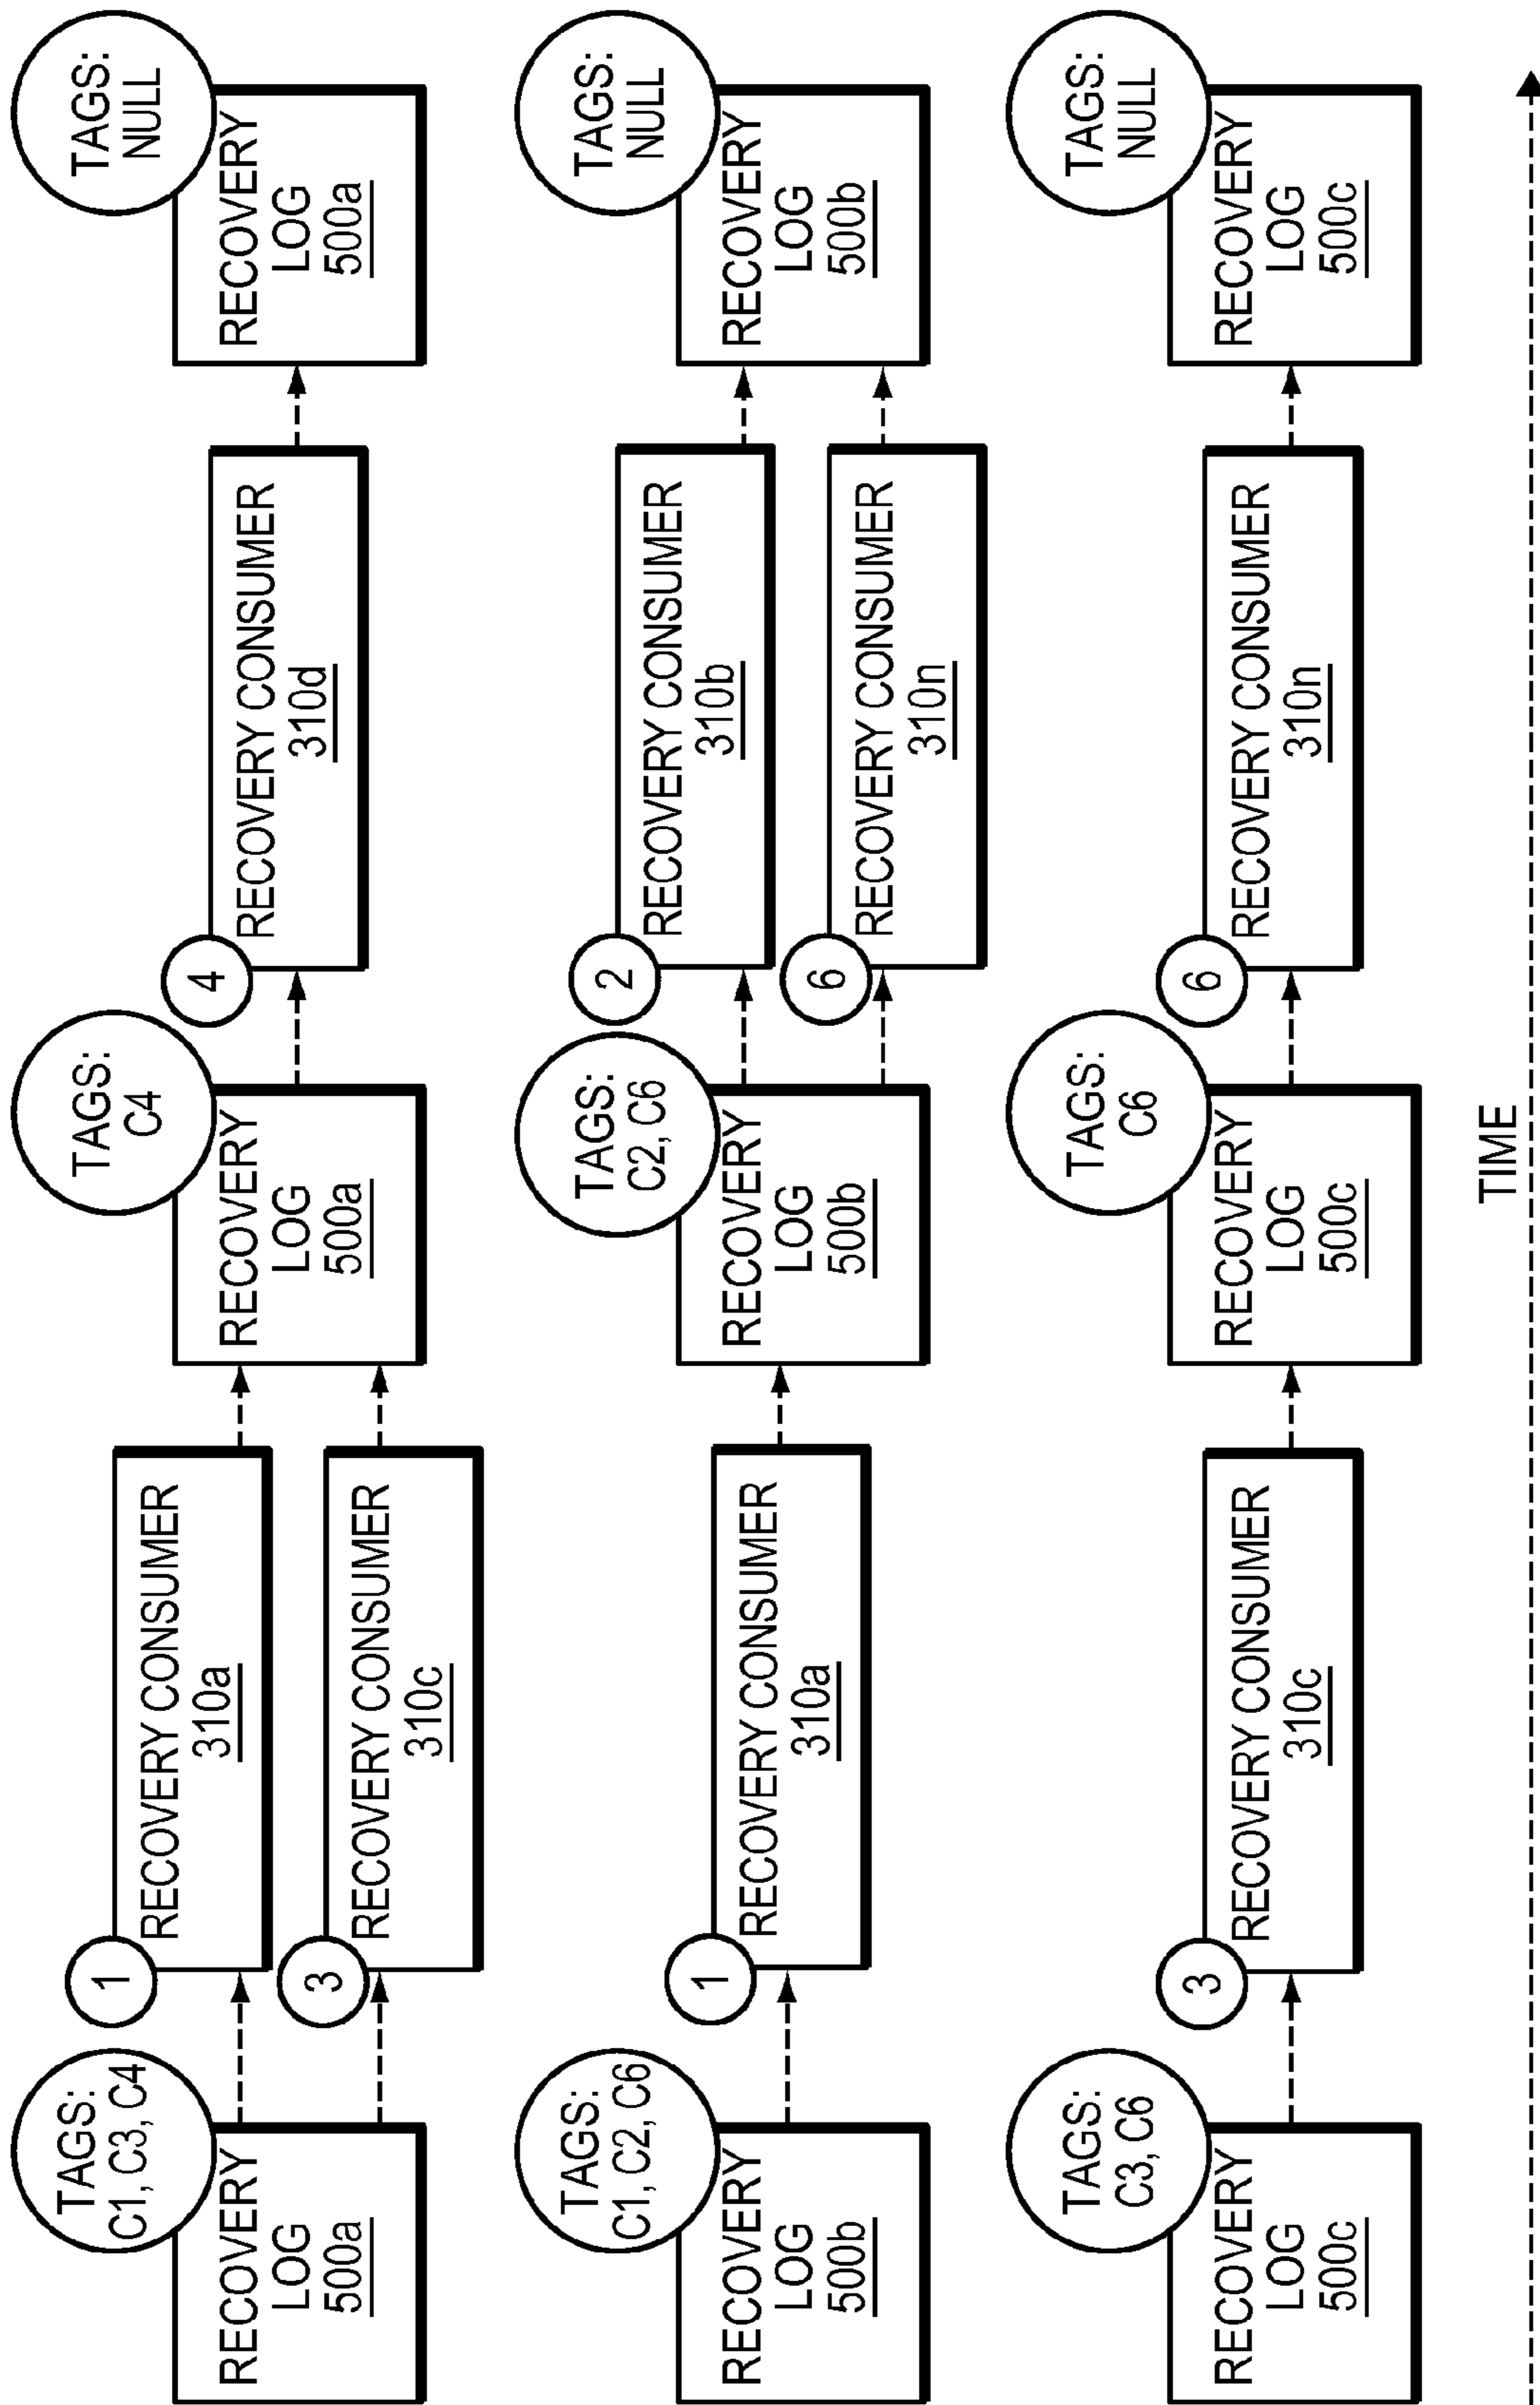 TAGS:
C1, C3, C4
RECOVERY
LOG
500a
1
RECOVERY CONSUMER
310a
3
RECOVERY CONSUMER
310c
TAGS:
C4
RECOVERY
LOG
500a
4
RECOVERY CONSUMER
310d
TAGS:
NULL
RECOVERY
LOG
500a
TAGS:
C1, C2, C6
RECOVERY
LOG
500b
1
RECOVERY CONSUMER
310a
TAGS:
C2, C6
RECOVERY
LOG
500b
2
RECOVERY CONSUMER
310b
6
RECOVERY CONSUMER
310n
TAGS:
NULL
RECOVERY
LOG
500b
TAGS:
C3, C6
RECOVERY
LOG
500c
3
RECOVERY CONSUMER
310c
TAGS:
C6
RECOVERY
LOG
500c
6
RECOVERY CONSUMER
310n
TAGS:
NULL
RECOVERY
LOG
500c
TIME